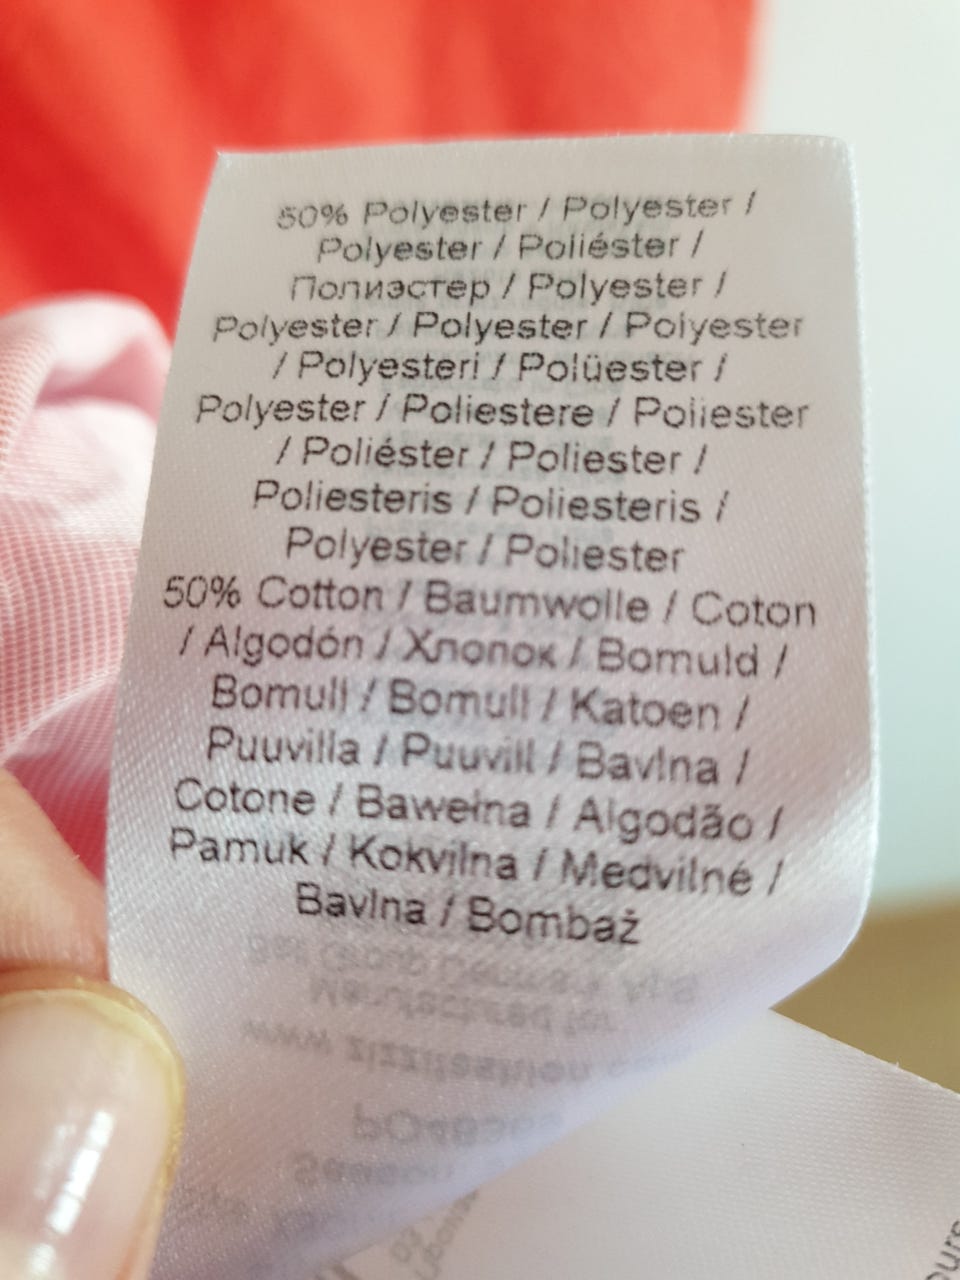 50% Polyester / Polyester /
Polyester / Poliéster /
Полиэстер / Polyester /
Polyester / Polyester / Polyester
/ Polyesteri / Polüester /
Polyester / Poliestere / Poliester
/ Poliéster / Poliester /
Poliesteris / Poliesteris /
Polyester / Poliester
50% Cotton / Baumwolle / Coton
/ Algodón / Хлопок / Bomuld /
Bomull / Bomull / Katoen /
Puuvilla / Puuvill / Bavlna /
Cotone / Bawełna / Algodão /
Pamuk / Kokvilna / Medvilné /
Bavlna / Bombaž